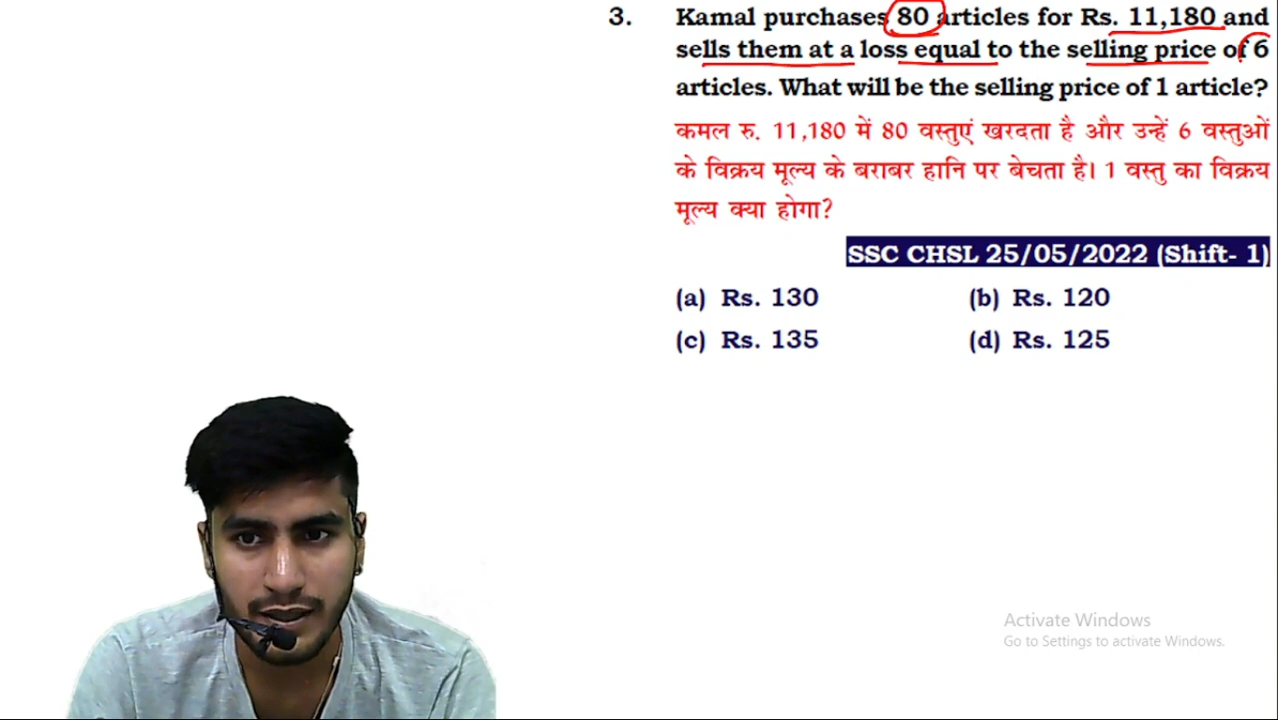 3. Kamal purchases 80 articles for Rs. 11,180 and
sells them at a loss equal to the selling price of 6
articles. What will be the selling price of 1 article?
कमल रु. 11,180 में 80 वस्तुएं खरदता है और उन्हें 6 वस्तुओं
के विक्रय मूल्य के बराबर हानि पर बेचता है। 1 वस्तु का विक्रय
मूल्य क्या होगा?
SSC CHSL 25/05/2022 (Shift- 1)
(a) Rs. 130 (b) Rs. 120
(c) Rs. 135 (d) Rs. 125
Activate Windows
Go to Settings to activate Windows.